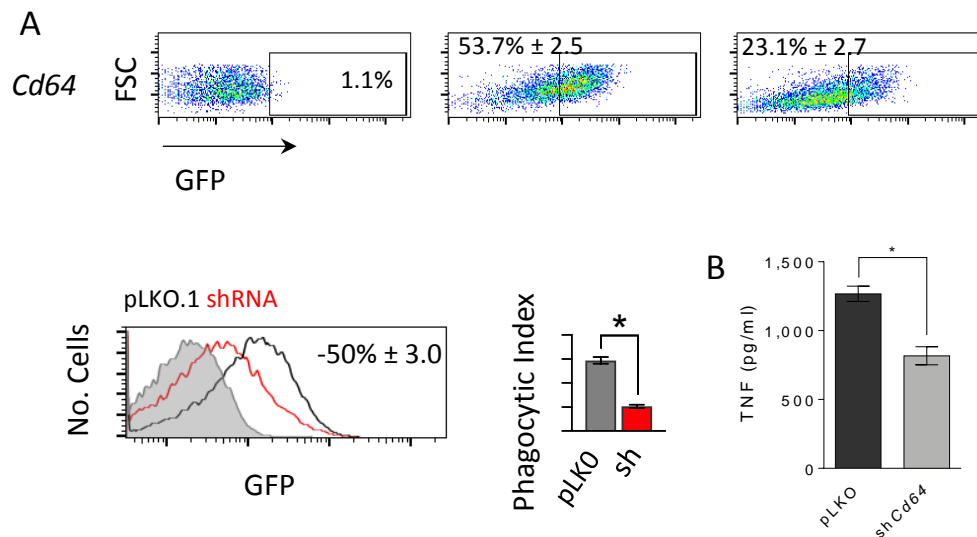 A
Cd64
FSC
1.1%
53.7% ± 2.5
23.1% ± 2.7
GFP
pLKO.1 shRNA
No. Cells
-50% ± 3.0
GFP
Phagocytic Index
*
pLK0
sh
B
TNF (pg/ml)
1,500
1,000
500
0
*
pLKO
shCd64